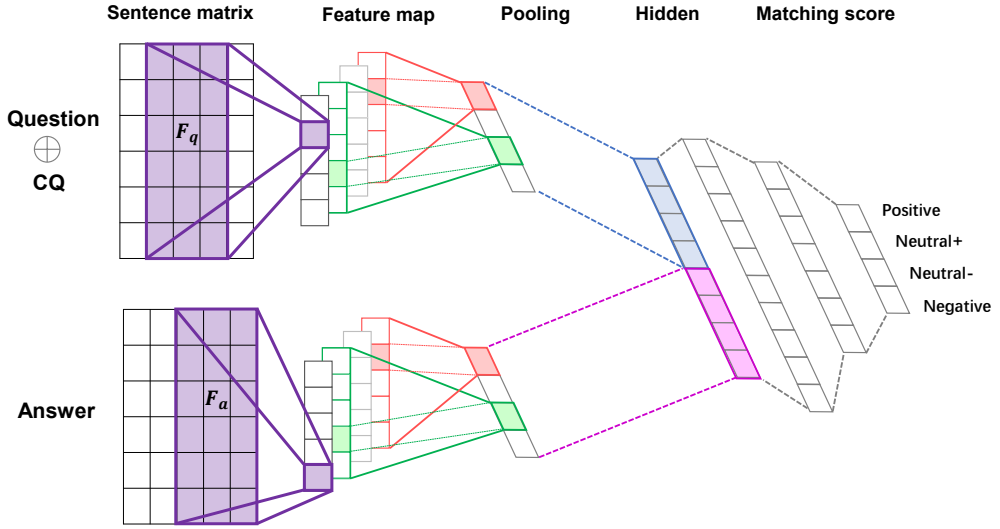 Sentence matrix
Feature map
Pooling
Hidden
Matching score
Question
CQ
F_q
Positive
Neutral+
Neutral-
Negative
Answer
F_a